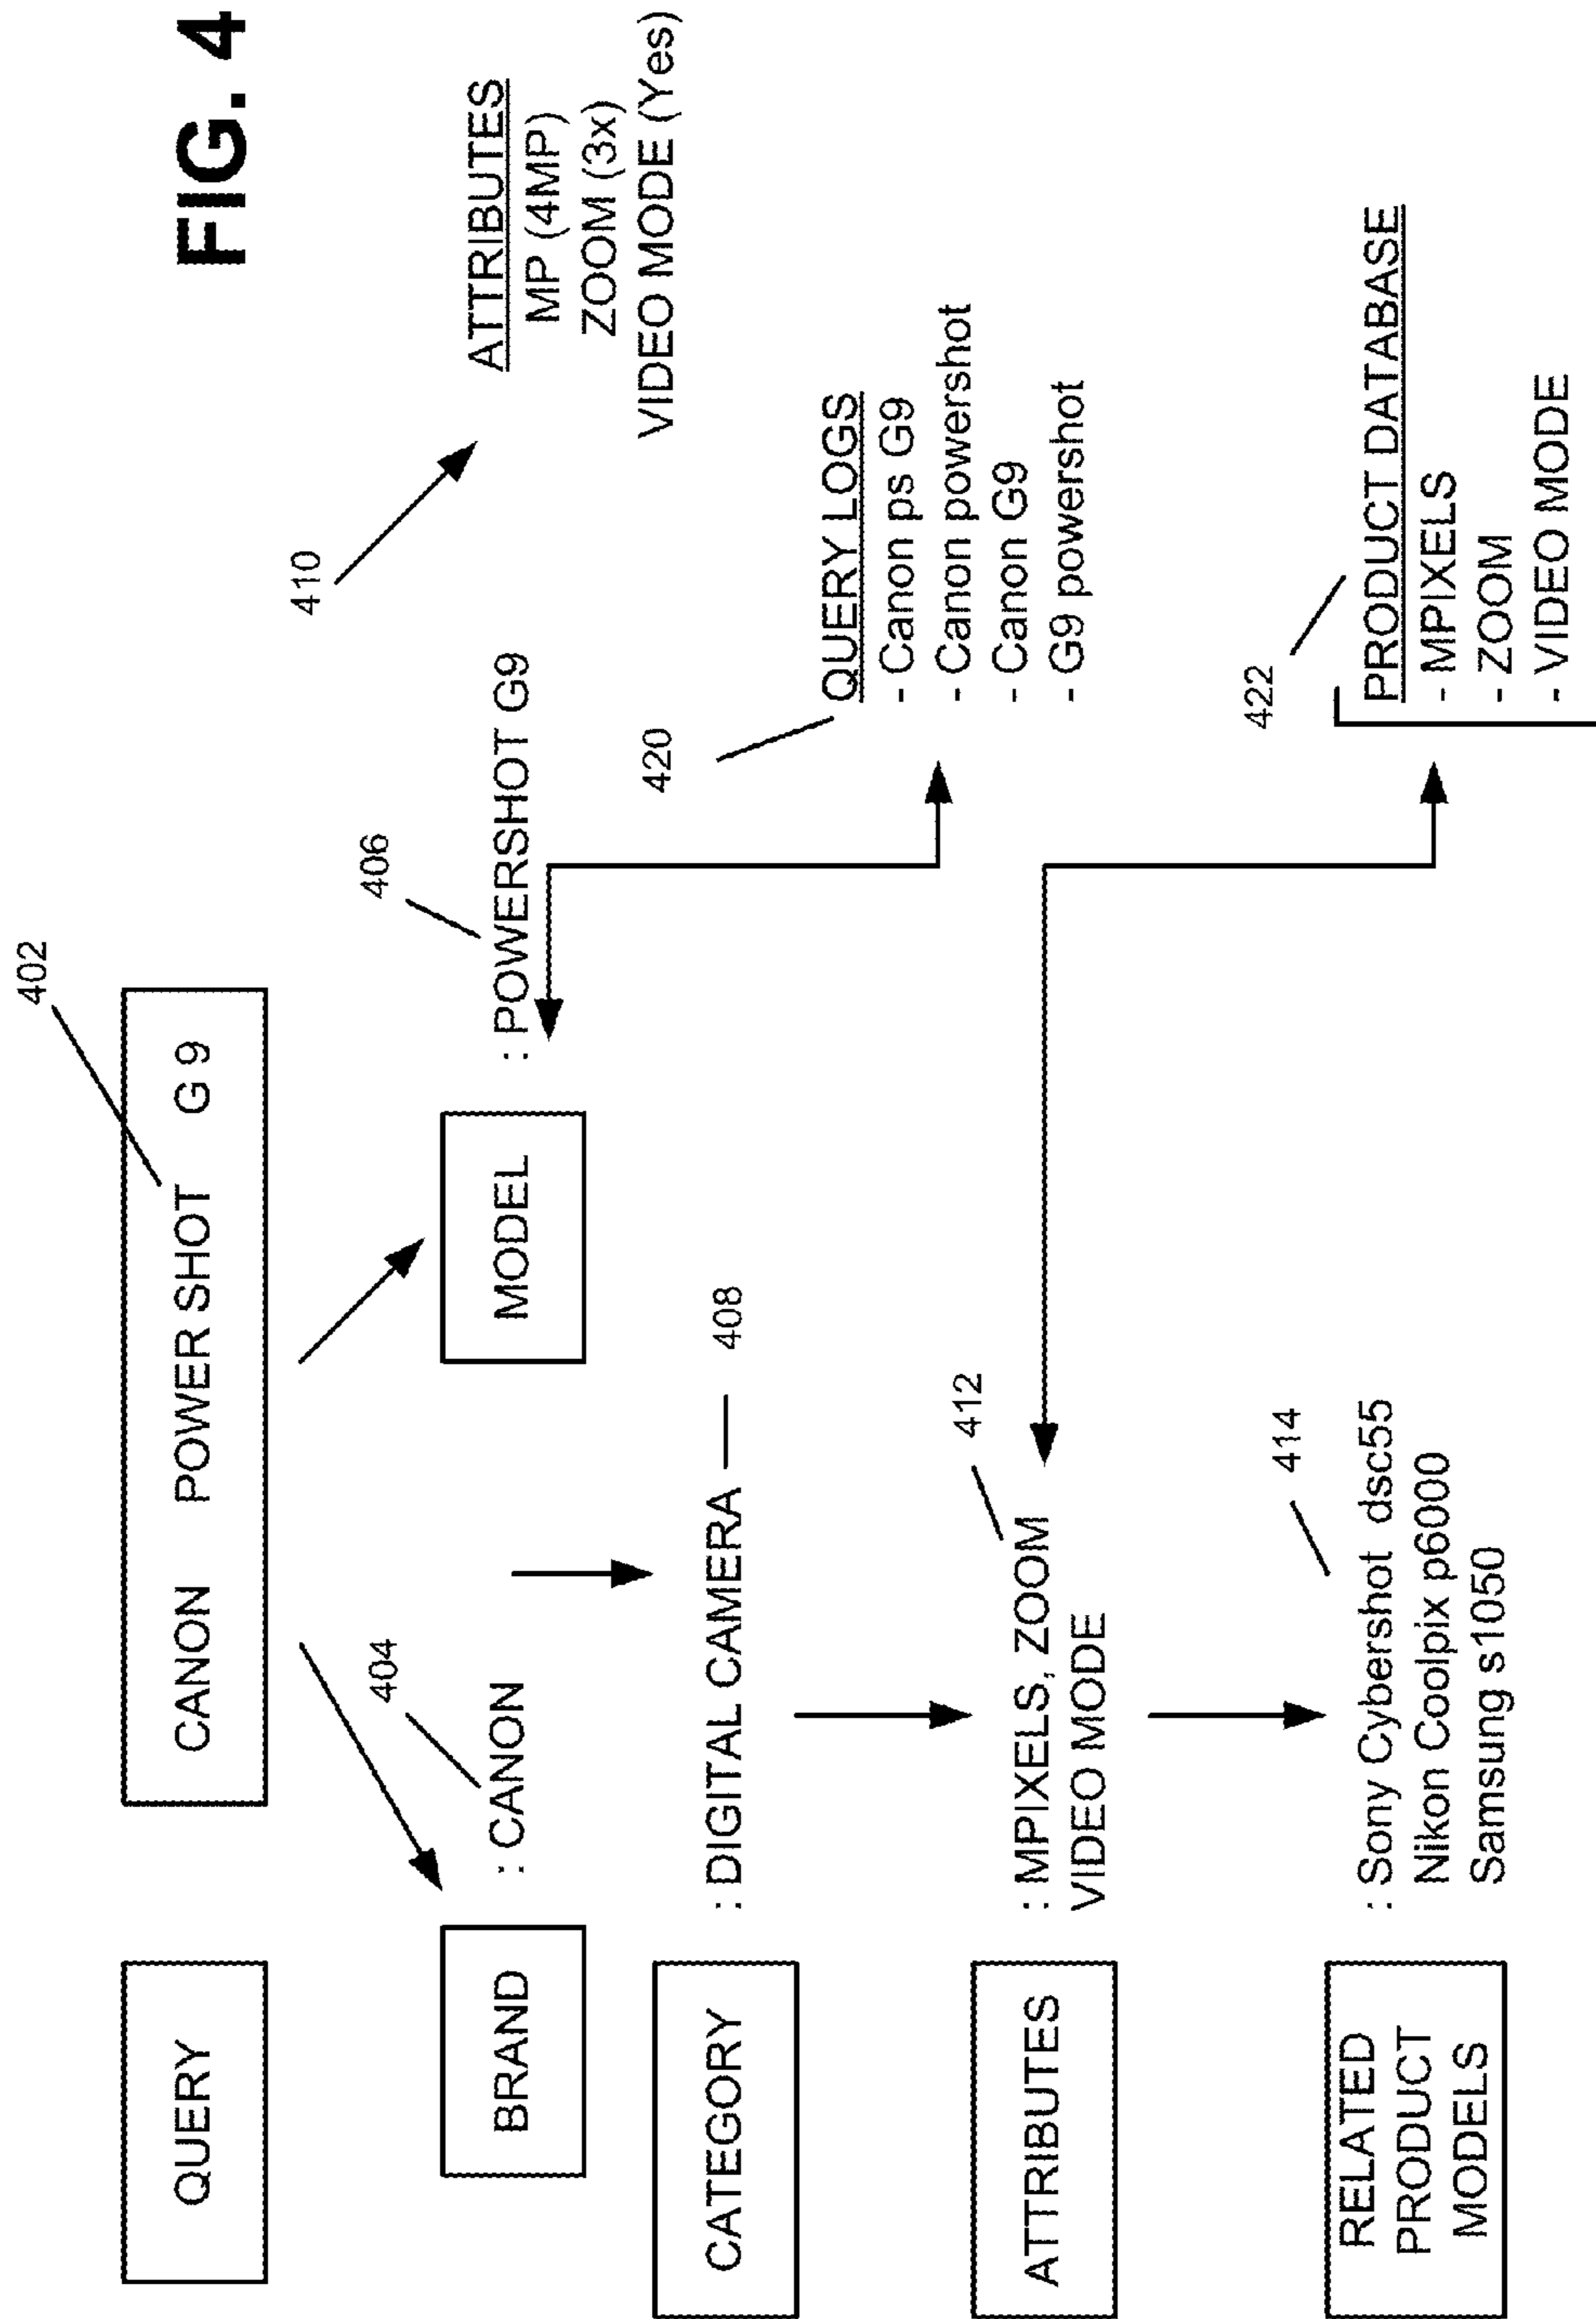 FIG. 4
402
QUERY
CANON POWER SHOT G 9
404
406
410
BRAND
: CANON
MODEL
: POWERSHOT G9
ATTRIBUTES
MP (4MP)
ZOOM (3x)
VIDEO MODE (Yes)
CATEGORY
: DIGITAL CAMERA
408
420
QUERY LOGS
- Canon ps G9
- Canon powershot
- Canon G9
- G9 powershot
412
ATTRIBUTES
: MPIXELS, ZOOM
VIDEO MODE
414
422
RELATED
PRODUCT
MODELS
: Sony Cybershot dsc55
Nikon Coolpix p6000
Samsung s1050
PRODUCT DATABASE
- MPIXELS
- ZOOM
- VIDEO MODE